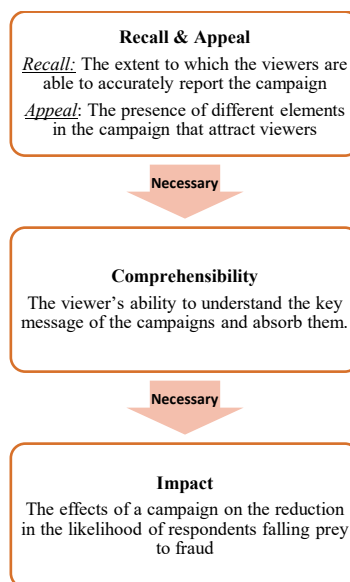 Recall & Appeal
Recall: The extent to which the viewers are
able to accurately report the campaign
Appeal: The presence of different elements
in the campaign that attract viewers
Necessary
Comprehensibility
The viewer's ability to understand the key
message of the campaigns and absorb them.
Necessary
Impact
The effects of a campaign on the reduction
in the likelihood of respondents falling prey
to fraud